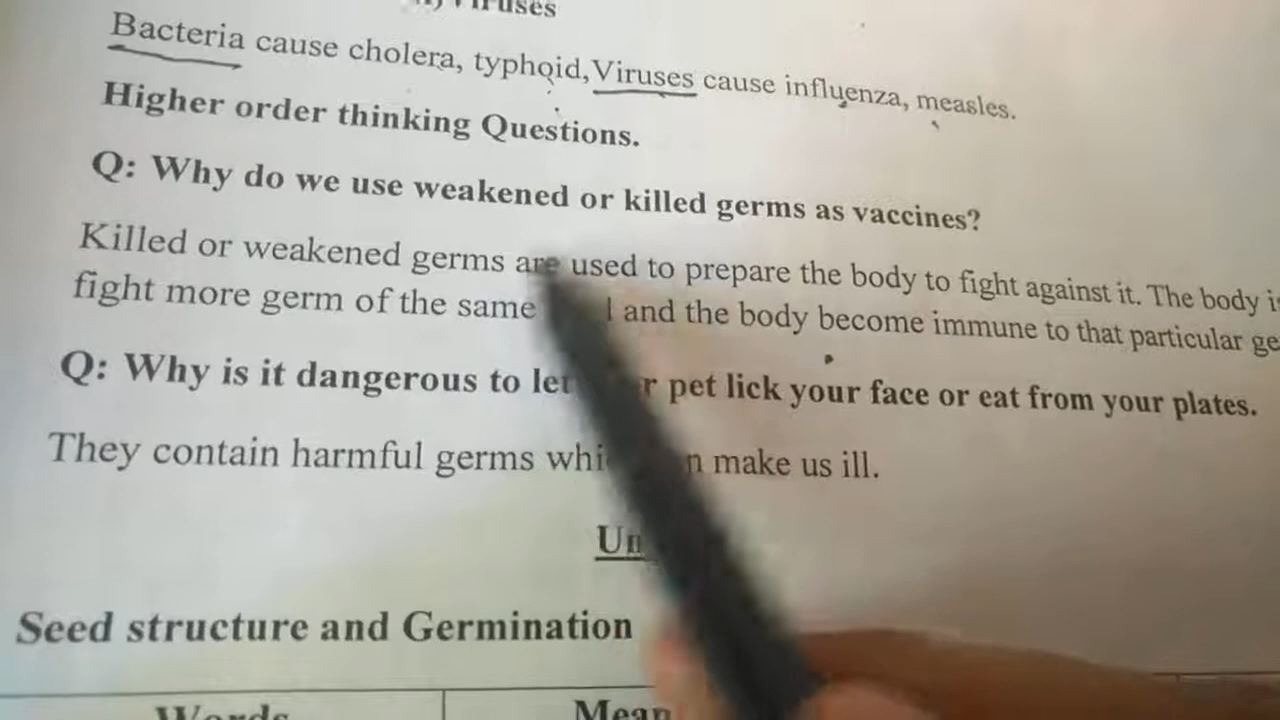 Viruses
Bacteria cause cholera, typhoid,Viruses cause influenza, measles.
Higher order thinking Questions.
Q: Why do we use weakened or killed germs as vaccines?
Killed or weakened germs are used to prepare the body to fight against it. The body
fight more germ of the same and the body become immune to that particular
Q: Why is it dangerous to let pet lick your face or eat from your plates.
They contain harmful germs make us ill.
Seed structure and Germination
Words